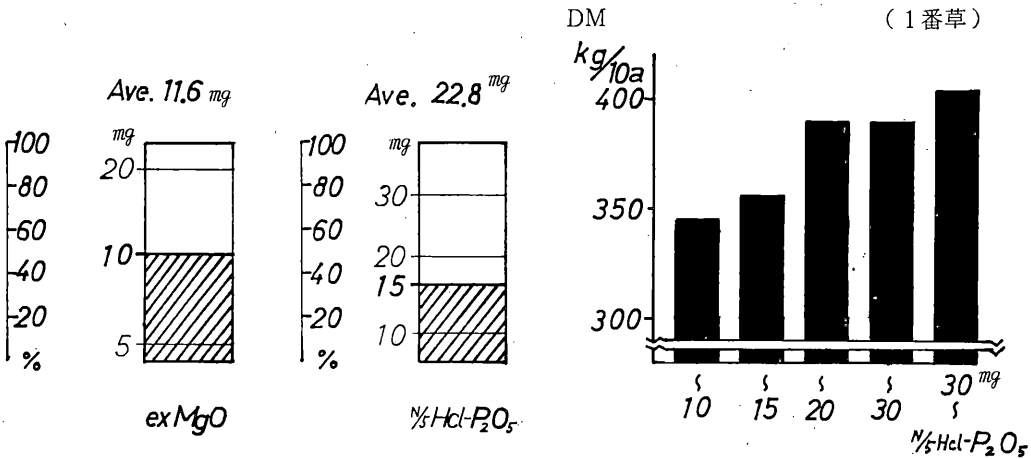 Ave. 11.6 mg
100
80
60
40
20
%
mg
20
10
5
ex MgO
Ave. 22.8 mg
100
80
60
40
20
%
mg
30
20
15
10
N/5-Hcl-P₂O₅
DM （1番草）
kg/10a
400
350
300
~10
~15
~20
~30
30 mg ~
N/5-Hcl-P₂O₅